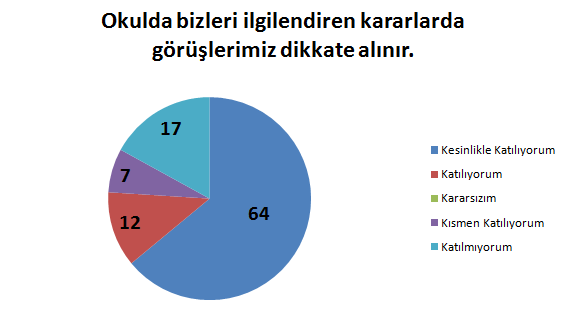 Okulda bizleri ilgilendiren kararlarda
görüşlerimiz dikkate alınır.
17
7
12
64
Kesinlikle Katılıyorum
Katılıyorum
Kararsızım
Kısmen Katılıyorum
Katılmıyorum